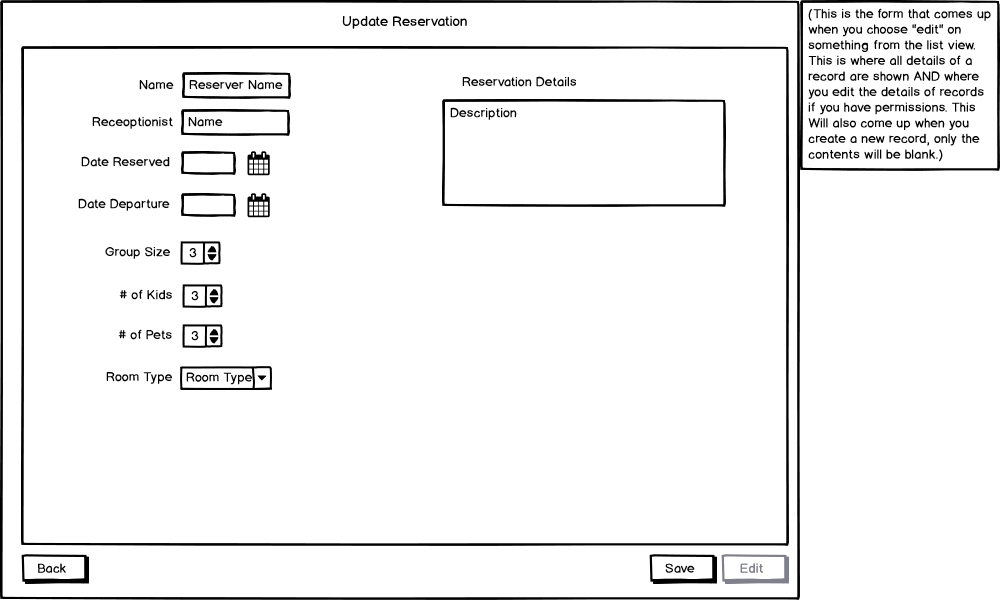 Update Reservation
Name
Reserver Name
Receoptionist
Name
Date Reserved
Date Departure
Group Size
3
# of Kids
3
# of Pets
3
Room Type
Room Type
Reservation Details
Description
Back
Save
Edit
(This is the form that comes up
when you choose "edit" on
something from the list view.
This is where all details of a
record are shown AND where
you edit the details of records
if you have permissions. This
Will also come up when you
create a new record, only the
contents will be blank.)